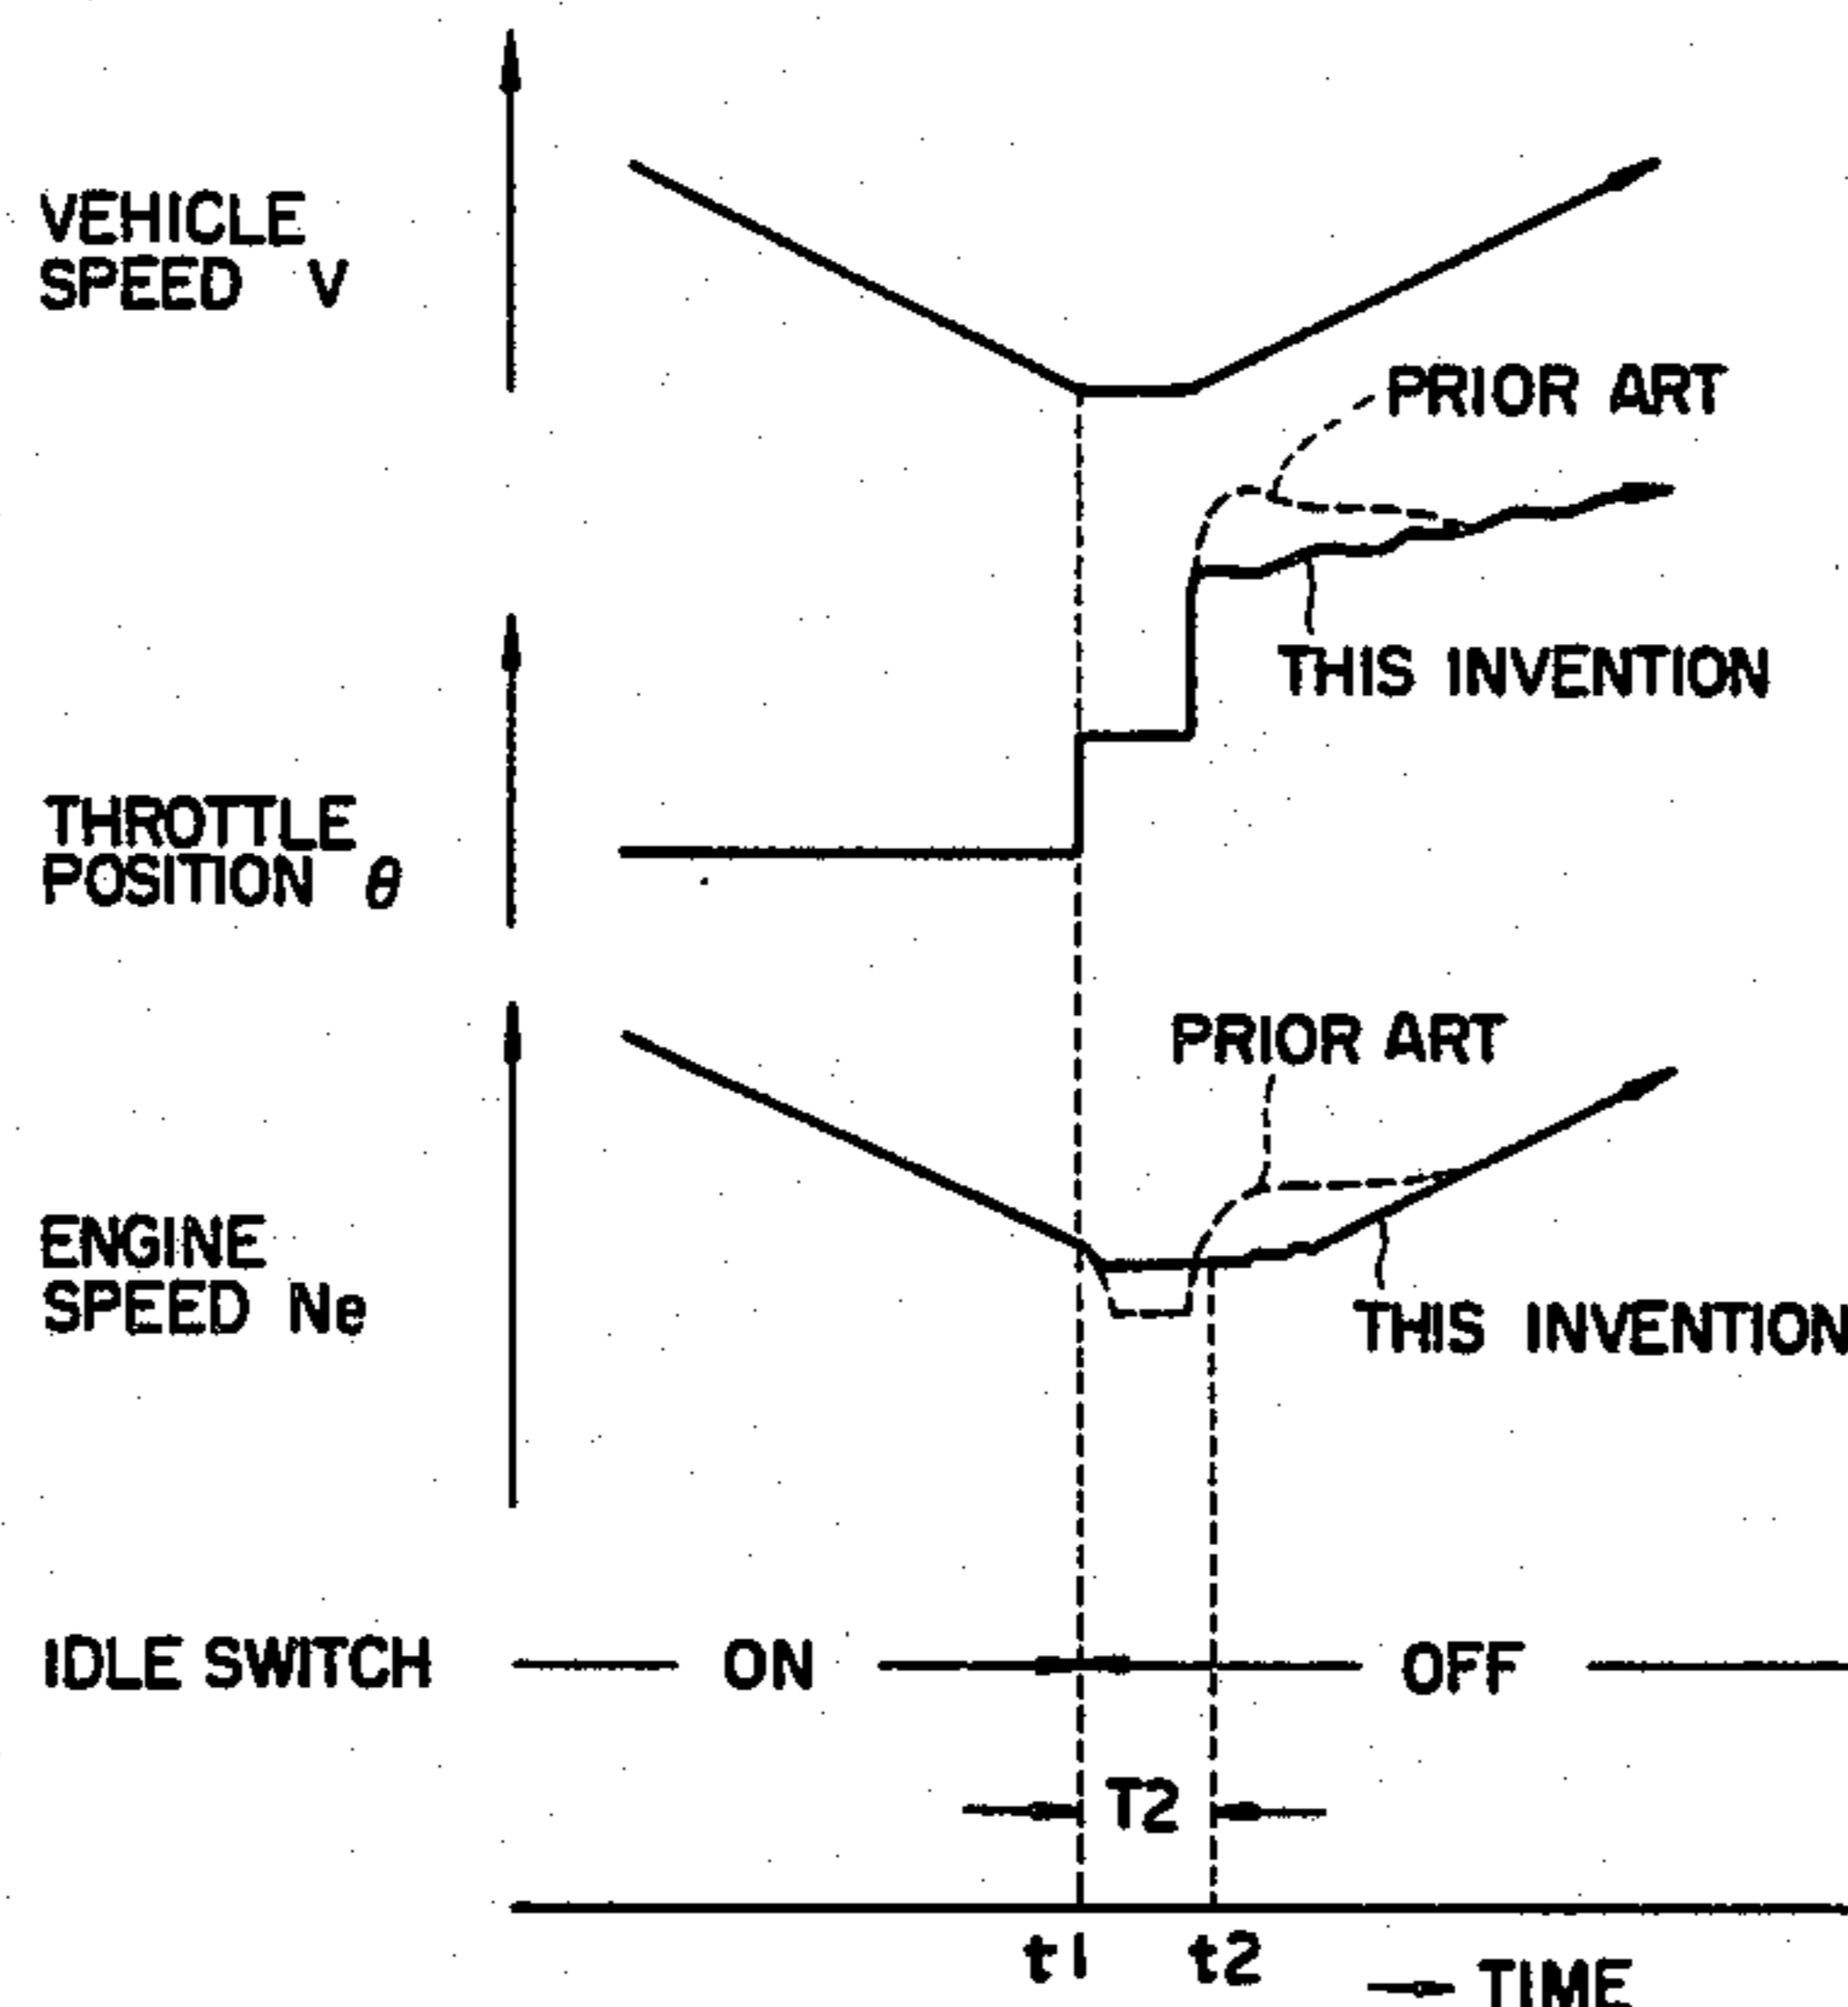 VEHICLE
SPEED V
PRIOR ART
THIS INVENTION
THROTTLE
POSITION θ
PRIOR ART
ENGINE
SPEED Ne
THIS INVENTION
IDLE SWITCH ON OFF
T2
t1 t2
TIME